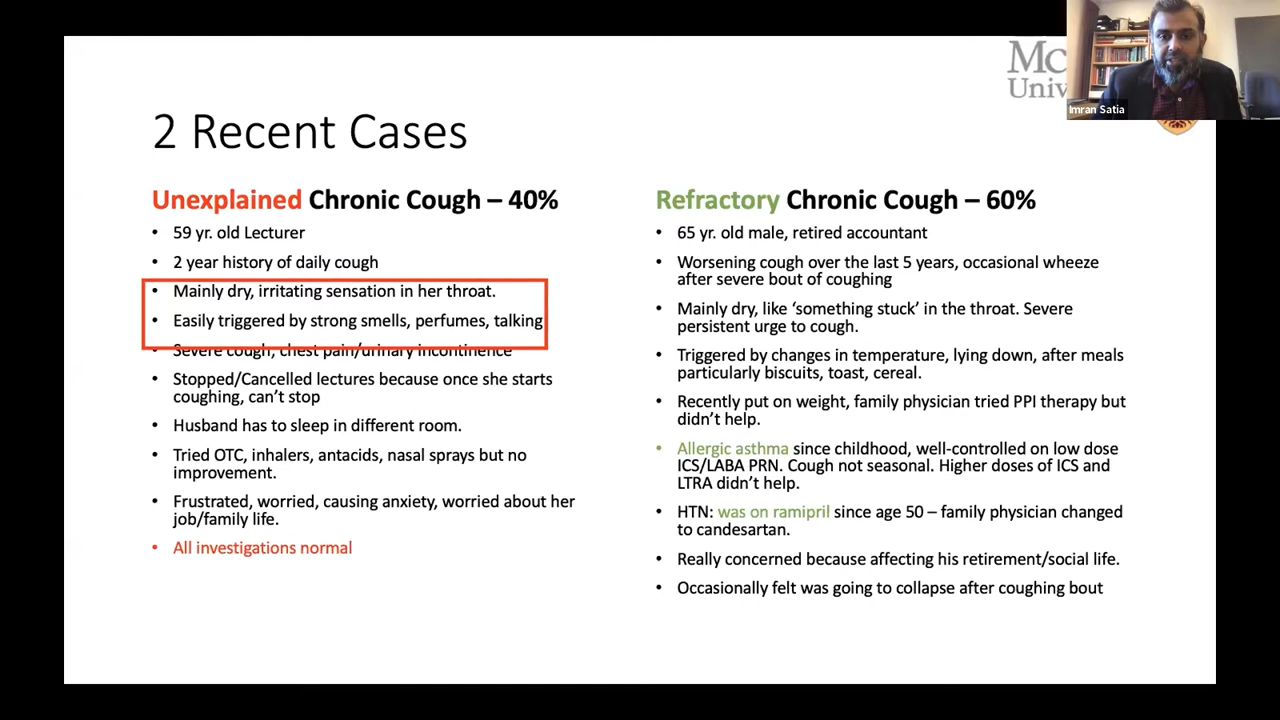 Mc
Univ
Imran Satia
2 Recent Cases
Unexplained Chronic Cough – 40%
• 59 yr. old Lecturer
• 2 year history of daily cough
• Mainly dry, irritating sensation in her throat.
• Easily triggered by strong smells, perfumes, talking
• Severe cough, chest pain/urinary incontinence
• Stopped/Cancelled lectures because once she starts
coughing, can’t stop
• Husband has to sleep in different room.
• Tried OTC, inhalers, antacids, nasal sprays but no
improvement.
• Frustrated, worried, causing anxiety, worried about her
job/family life.
• All investigations normal
Refractory Chronic Cough – 60%
• 65 yr. old male, retired accountant
• Worsening cough over the last 5 years, occasional wheeze
after severe bout of coughing
• Mainly dry, like ‘something stuck’ in the throat. Severe
persistent urge to cough.
• Triggered by changes in temperature, lying down, after meals
particularly biscuits, toast, cereal.
• Recently put on weight, family physician tried PPI therapy but
didn’t help.
• Allergic asthma since childhood, well-controlled on low dose
ICS/LABA PRN. Cough not seasonal. Higher doses of ICS and
LTRA didn’t help.
• HTN: was on ramipril since age 50 – family physician changed
to candesartan.
• Really concerned because affecting his retirement/social life.
• Occasionally felt was going to collapse after coughing bout